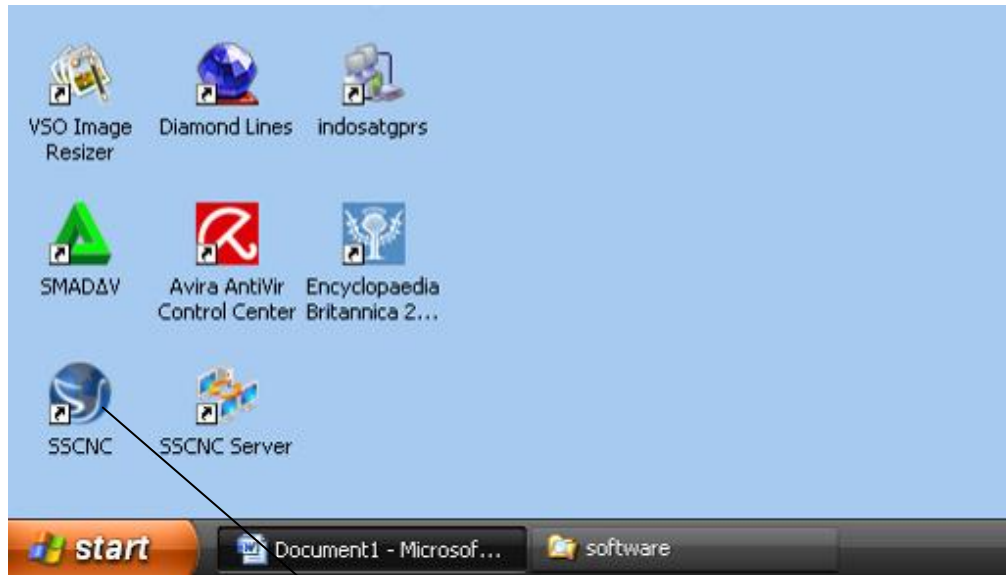 VSO Image
Resizer
Diamond Lines
indosatgprs
SMAD∆V
Avira AntiVir
Control Center
Encyclopaedia
Britannica 2...
SSCNC
SSCNC Server
start
Document1 - Microsof...
software